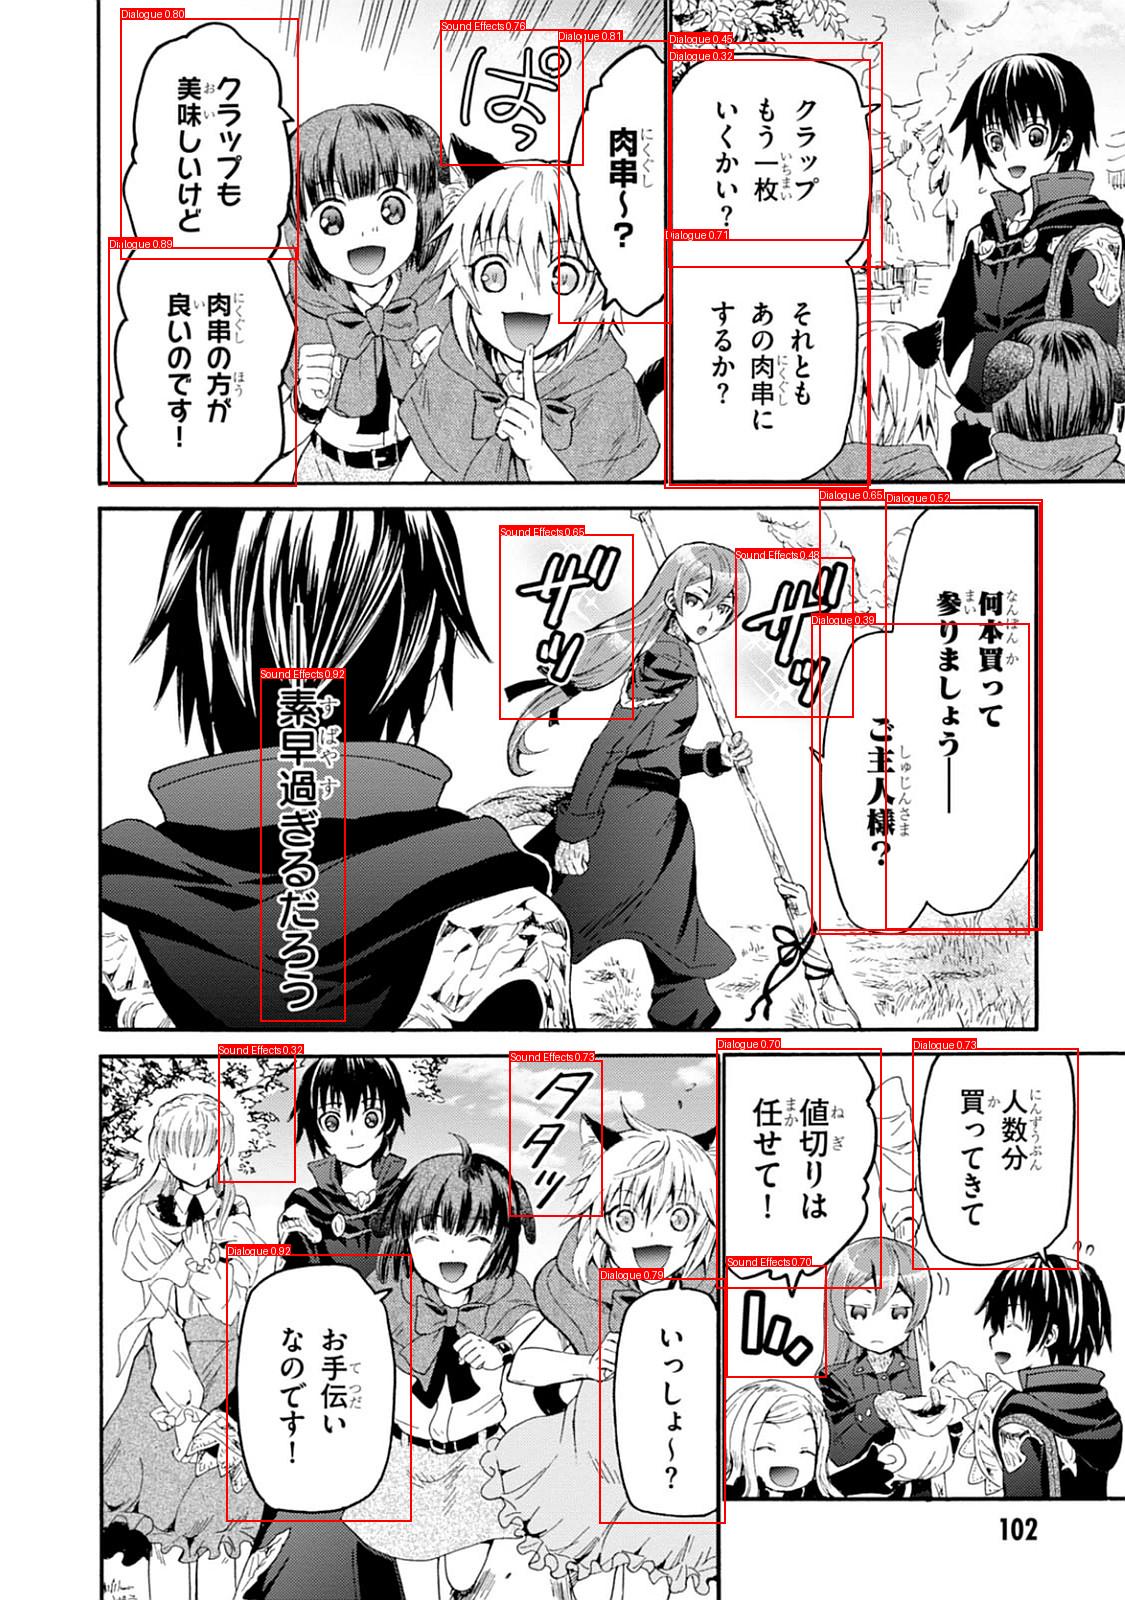 クラップ
もう一枚
いくかい？
それとも
あの肉串に
するか？
肉串～？
ぱっ
クラップも
美味しいけど
肉串の方が
良いのです！
何本買って
参りましょう――
ご主人様？
ザッ
ザッ
―素早過ぎるだろう
人数分
買ってきて
値切りは
任せて！
タタッ
いっしょ～？
お手伝い
なのです！
102
Dialogue 0.80
Sound Effects 0.76
Dialogue 0.81
Dialogue 0.45
Dialogue 0.32
Dialogue 0.89
Dialogue 0.71
Sound Effects 0.65
Sound Effects 0.48
Dialogue 0.65
Dialogue 0.52
Dialogue 0.39
Sound Effects 0.92
Sound Effects 0.32
Sound Effects 0.73
Dialogue 0.70
Dialogue 0.73
Dialogue 0.92
Dialogue 0.79
Sound Effects 0.70